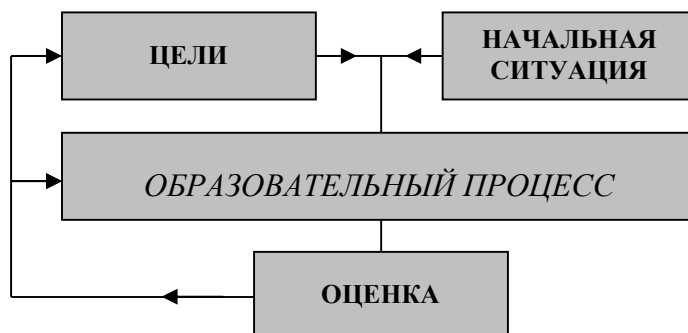 ЦЕЛИ
НАЧАЛЬНАЯ
СИТУАЦИЯ
ОБРАЗОВАТЕЛЬНЫЙ ПРОЦЕСС
ОЦЕНКА